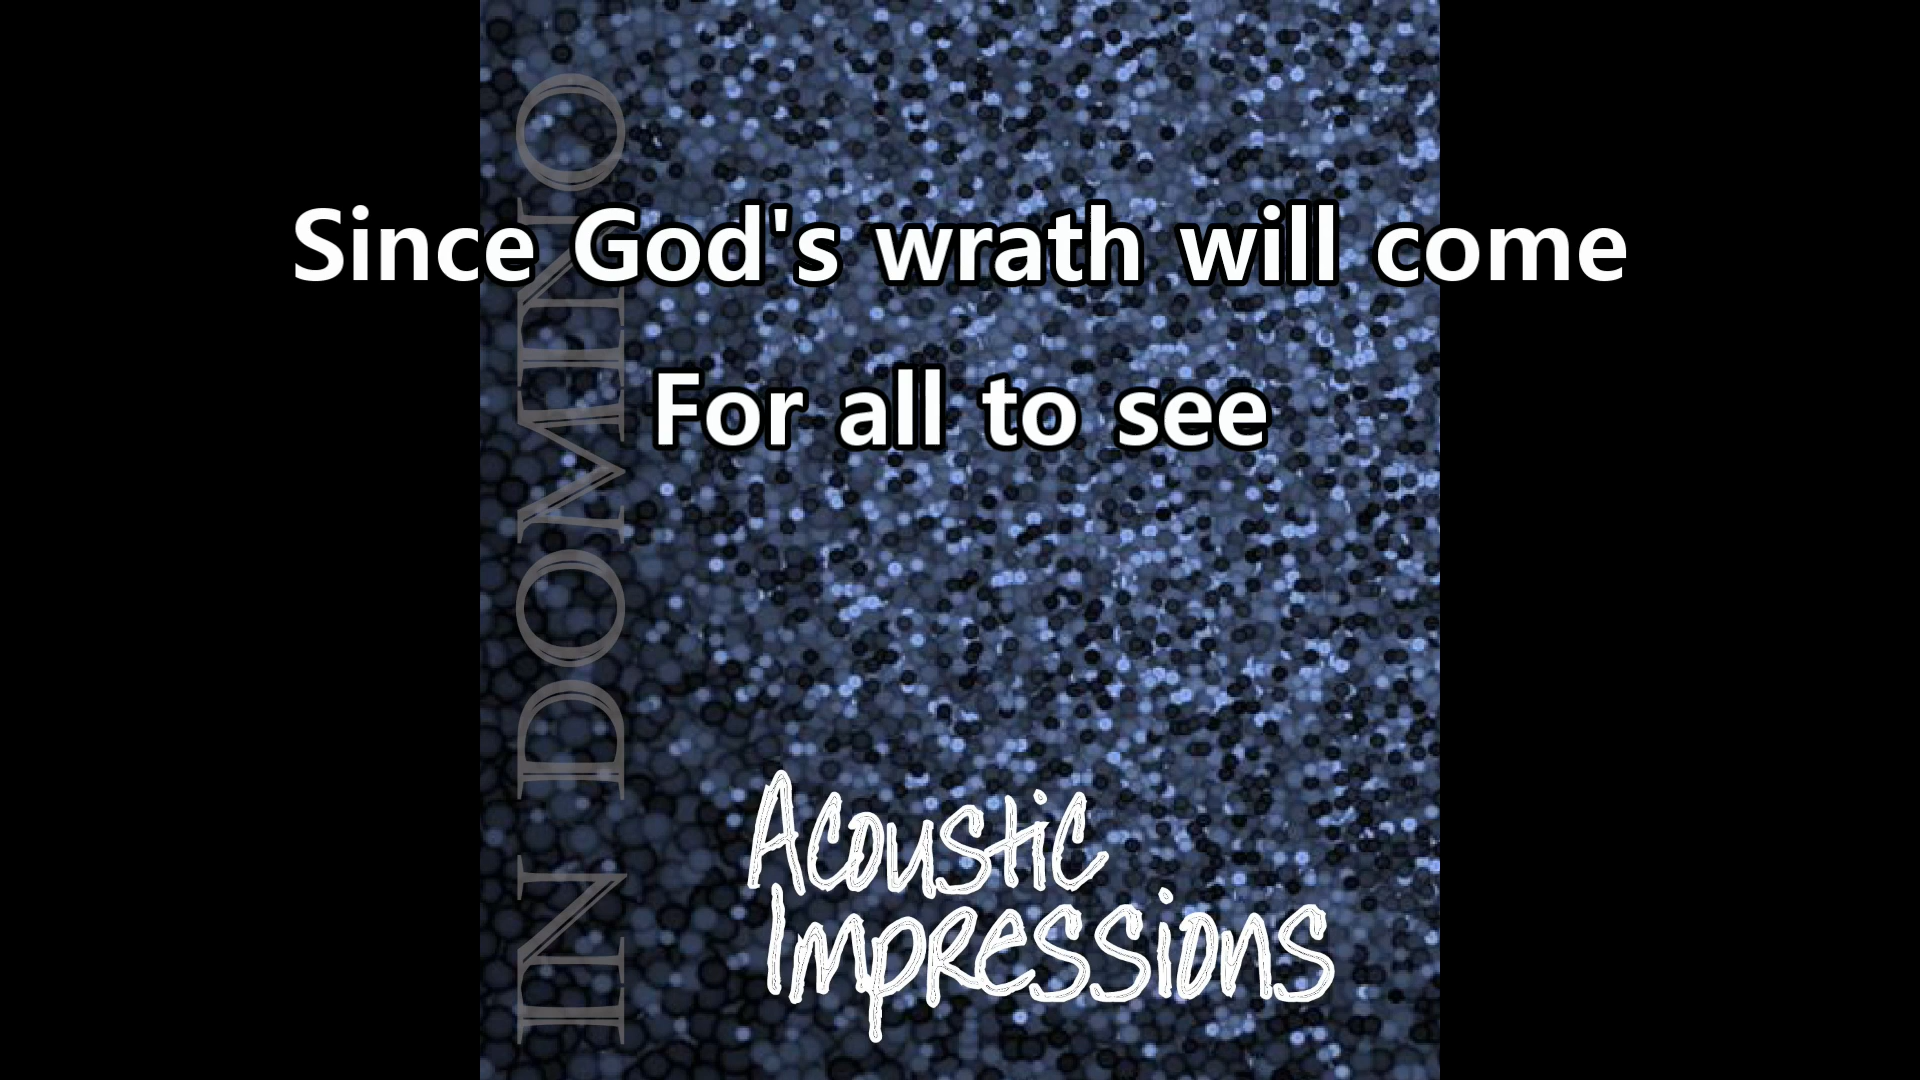 Since God's wrath will come
For all to see
IN DOMINO
Acoustic
Impressions